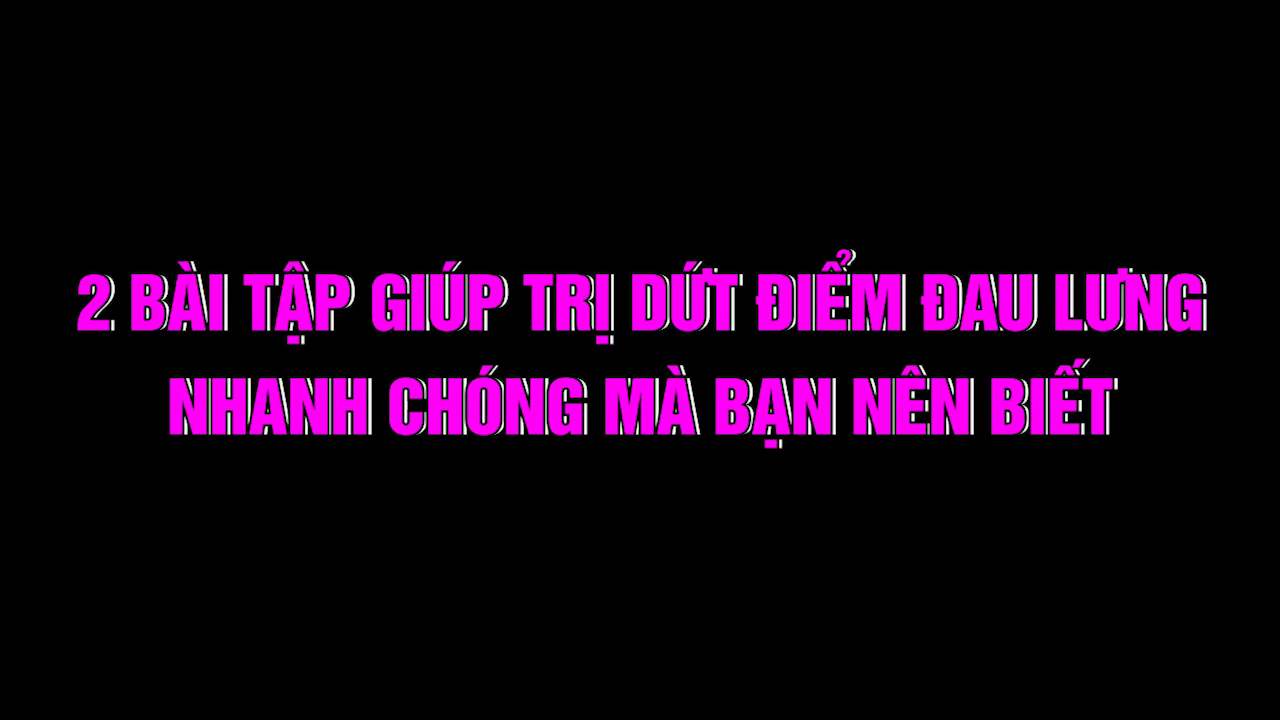 2 BÀI TẬP GIÚP TRỊ DỨT ĐIỂM ĐAU LƯNG
NHANH CHÓNG MÀ BẠN NÊN BIẾT